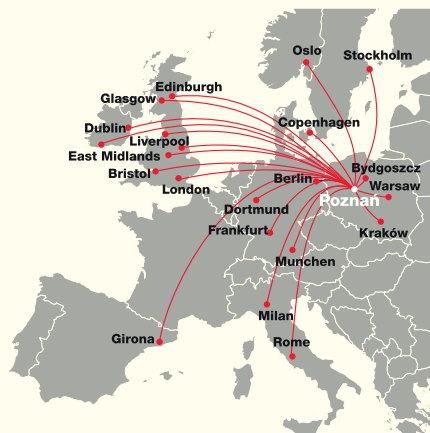 Oslo
Stockholm
Edinburgh
Glasgow
Copenhagen
Dublin
Liverpool
East Midlands
Bristol
London
Berlin
Bydgoszcz
Warsaw
Poznań
Dortmund
Frankfurt
Kraków
Munchen
Milan
Girona
Rome